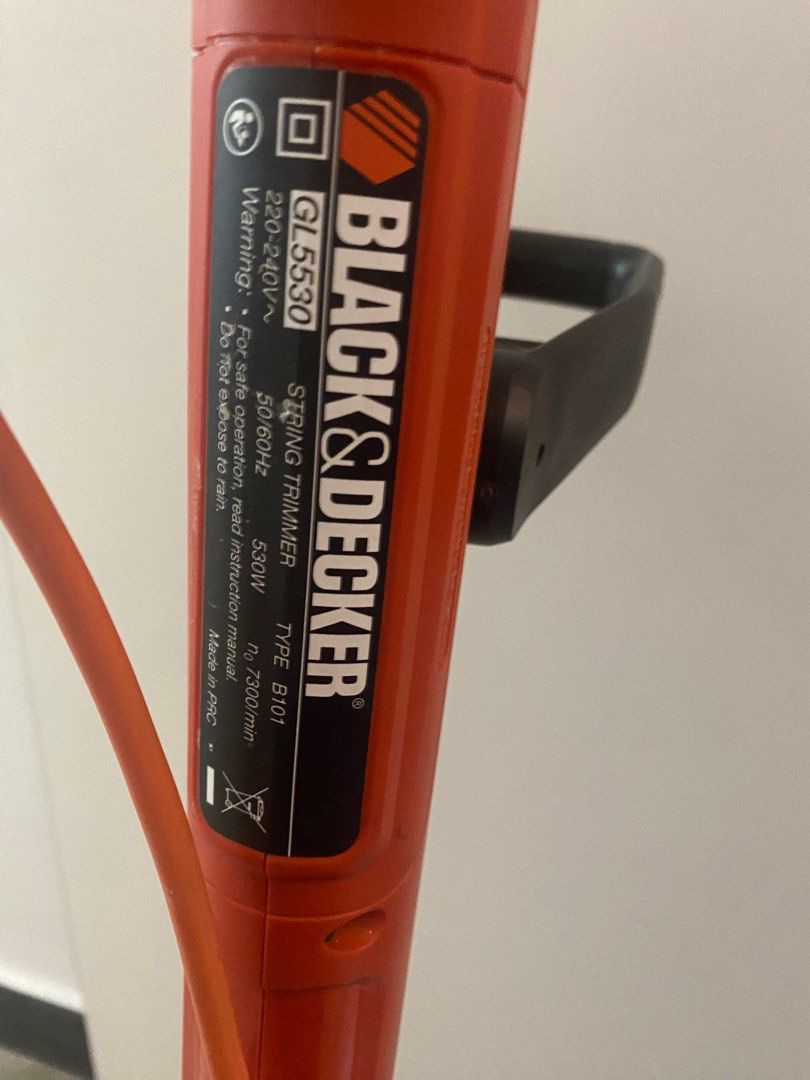 BLACK&DECKER®
GL5530 STRING TRIMMER TYPE B101
220-240V~ 50/60Hz 530W n0 7300/min
Warning: • For safe operation, read instruction manual.
• Do not expose to rain.
Made in PRC